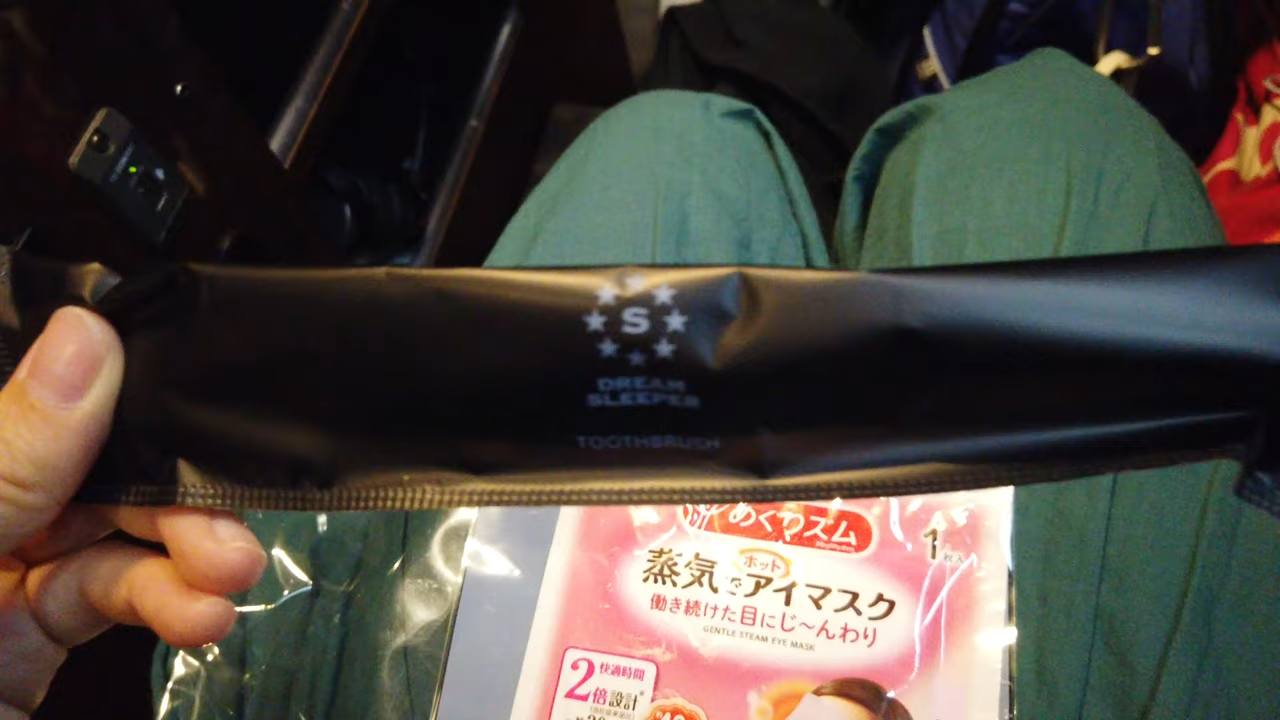 S
DREAM
SLEEPER
TOOTHBRUSH
めぐりズム
1
枚入
蒸気でホットアイマスク
働き続けた目にじ〜んわり
GENTLE STEAM EYE MASK
快適時間
2倍設計